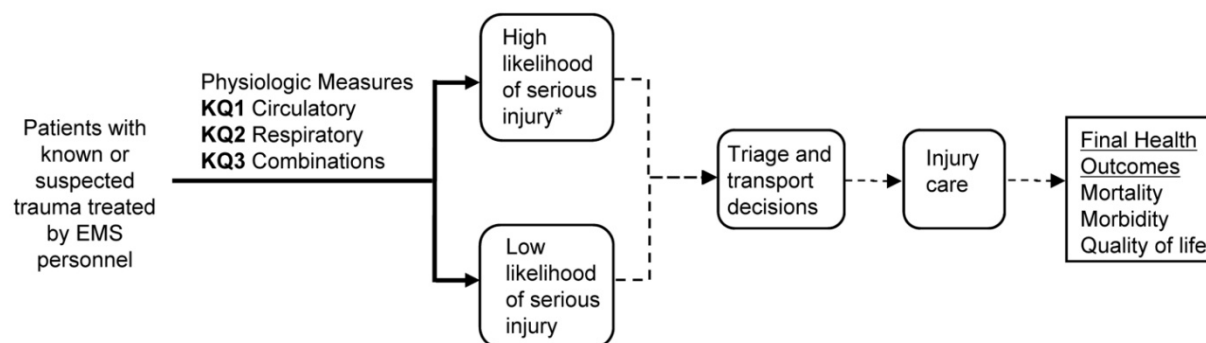 Patients with
known or
suspected
trauma treated
by EMS
personnel
Physiologic Measures
KQ1 Circulatory
KQ2 Respiratory
KQ3 Combinations
High
likelihood
of serious
injury*
Low
likelihood
of serious
injury
Triage and
transport
decisions
Injury
care
Final Health
Outcomes
Mortality
Morbidity
Quality of life